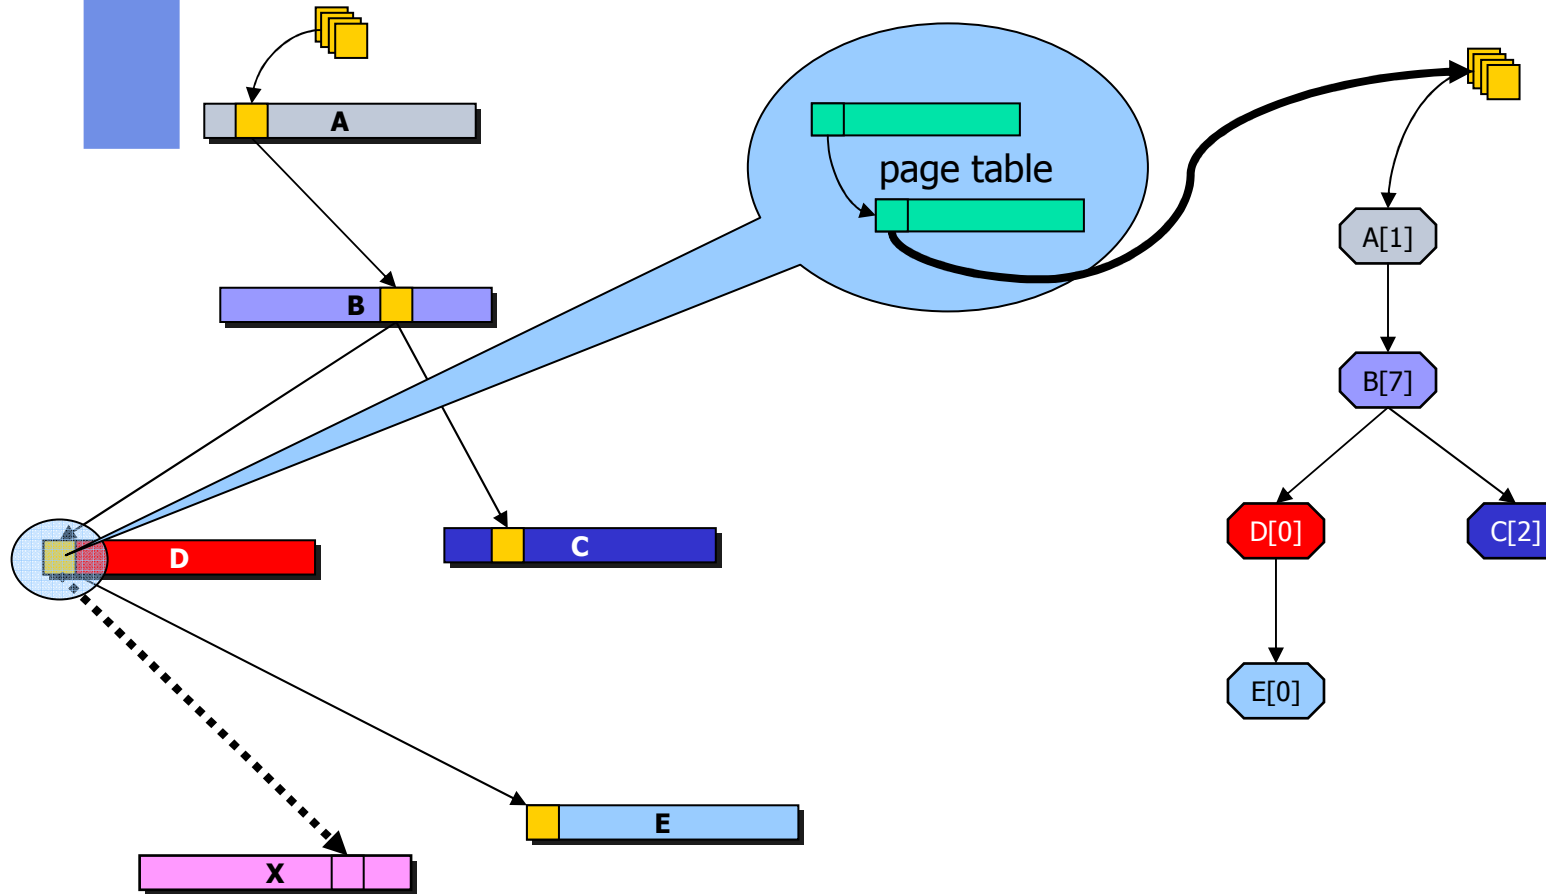 A
page table
A[1]
B
B[7]
D
C
D[0]
C[2]
E[0]
E
X